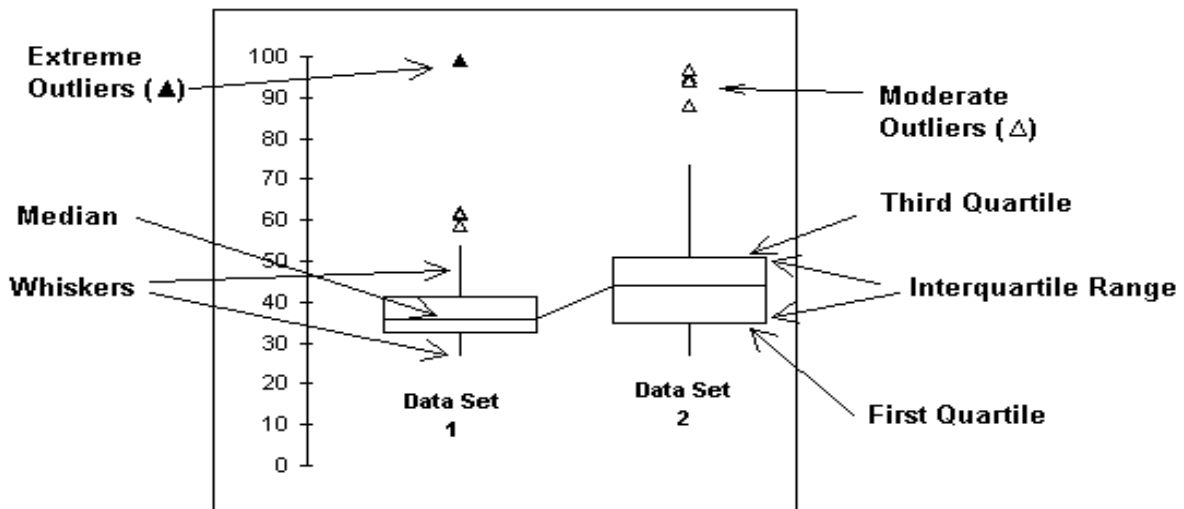 Extreme
Outliers (▲)
100
90
80
70
60
50
40
30
20
10
0
Median
Whiskers
Moderate
Outliers (△)
Third Quartile
Interquartile Range
First Quartile
Data Set
1
Data Set
2